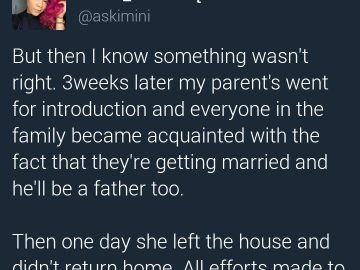 @askimini
But then I know something wasn't
right. 3weeks later my parent's went
for introduction and everyone in the
family became acquainted with the
fact that they're getting married and
he'll be a father too.
Then one day she left the house and
didn't return home. All efforts made to